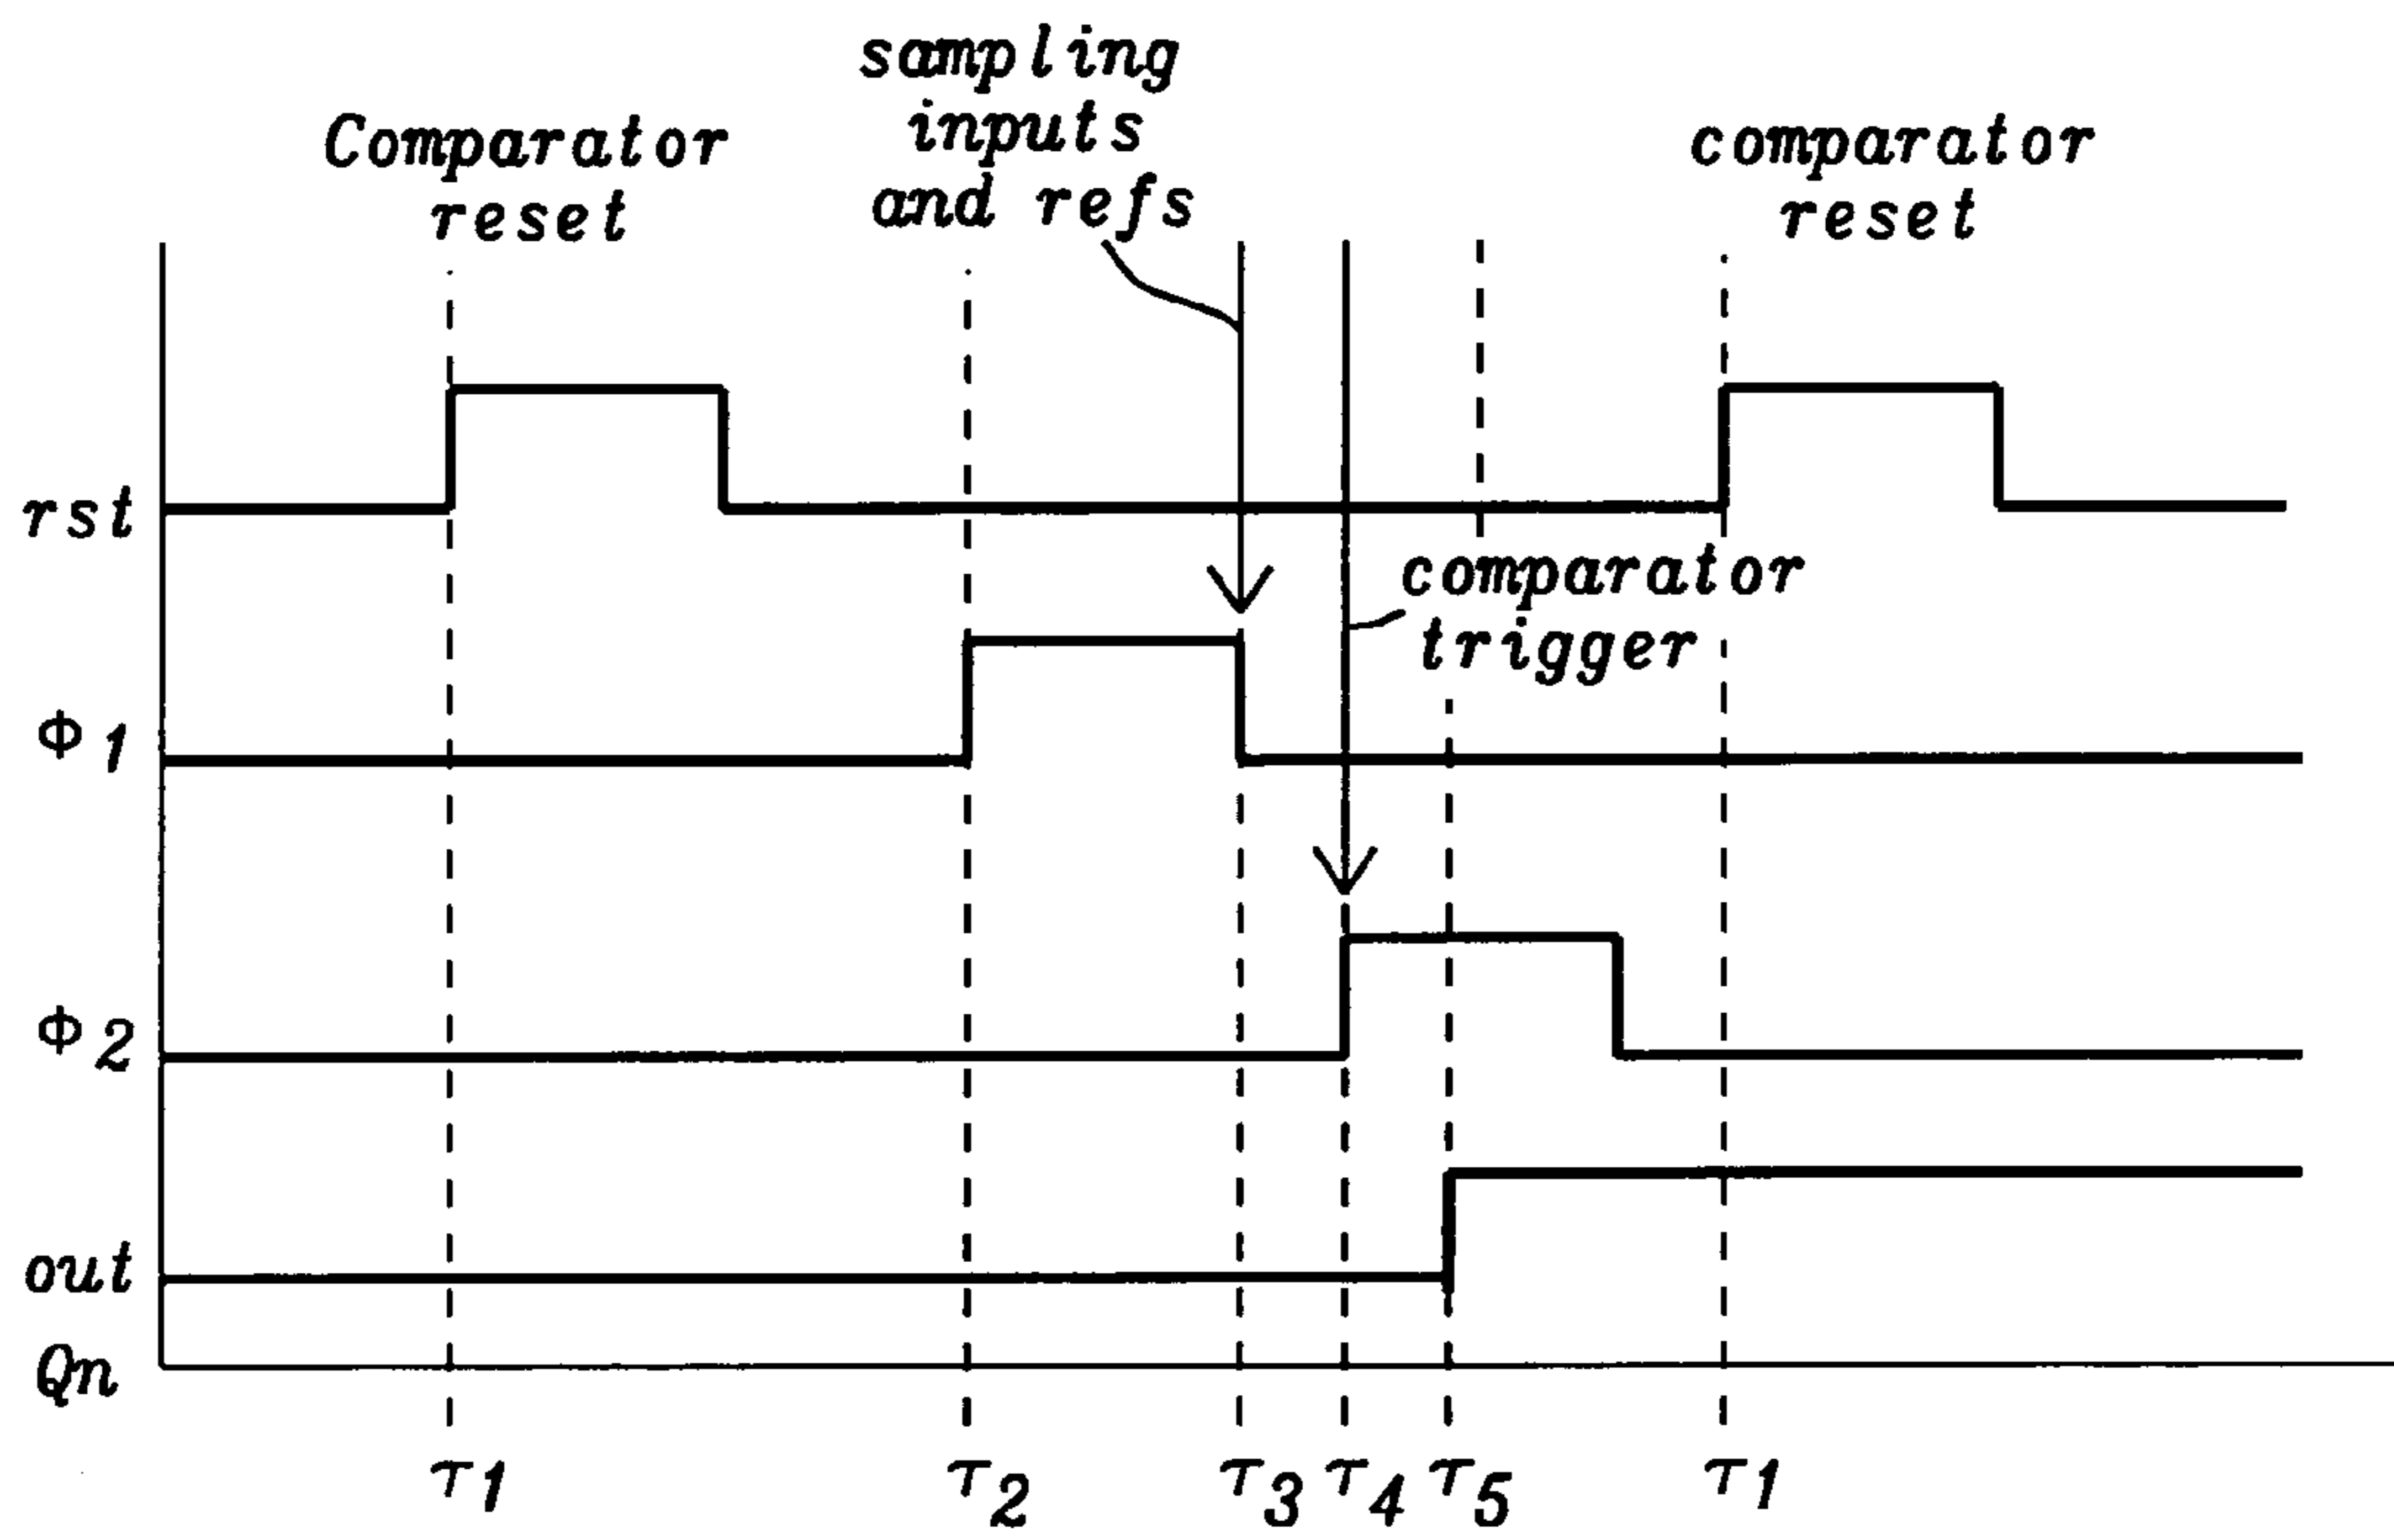 sampling
inputs
and refs
Comparator
reset
comparator
reset
rst
comparator
trigger
Φ1
Φ2
out
Qn
τ1
τ2
τ3
τ4
τ5
τ1